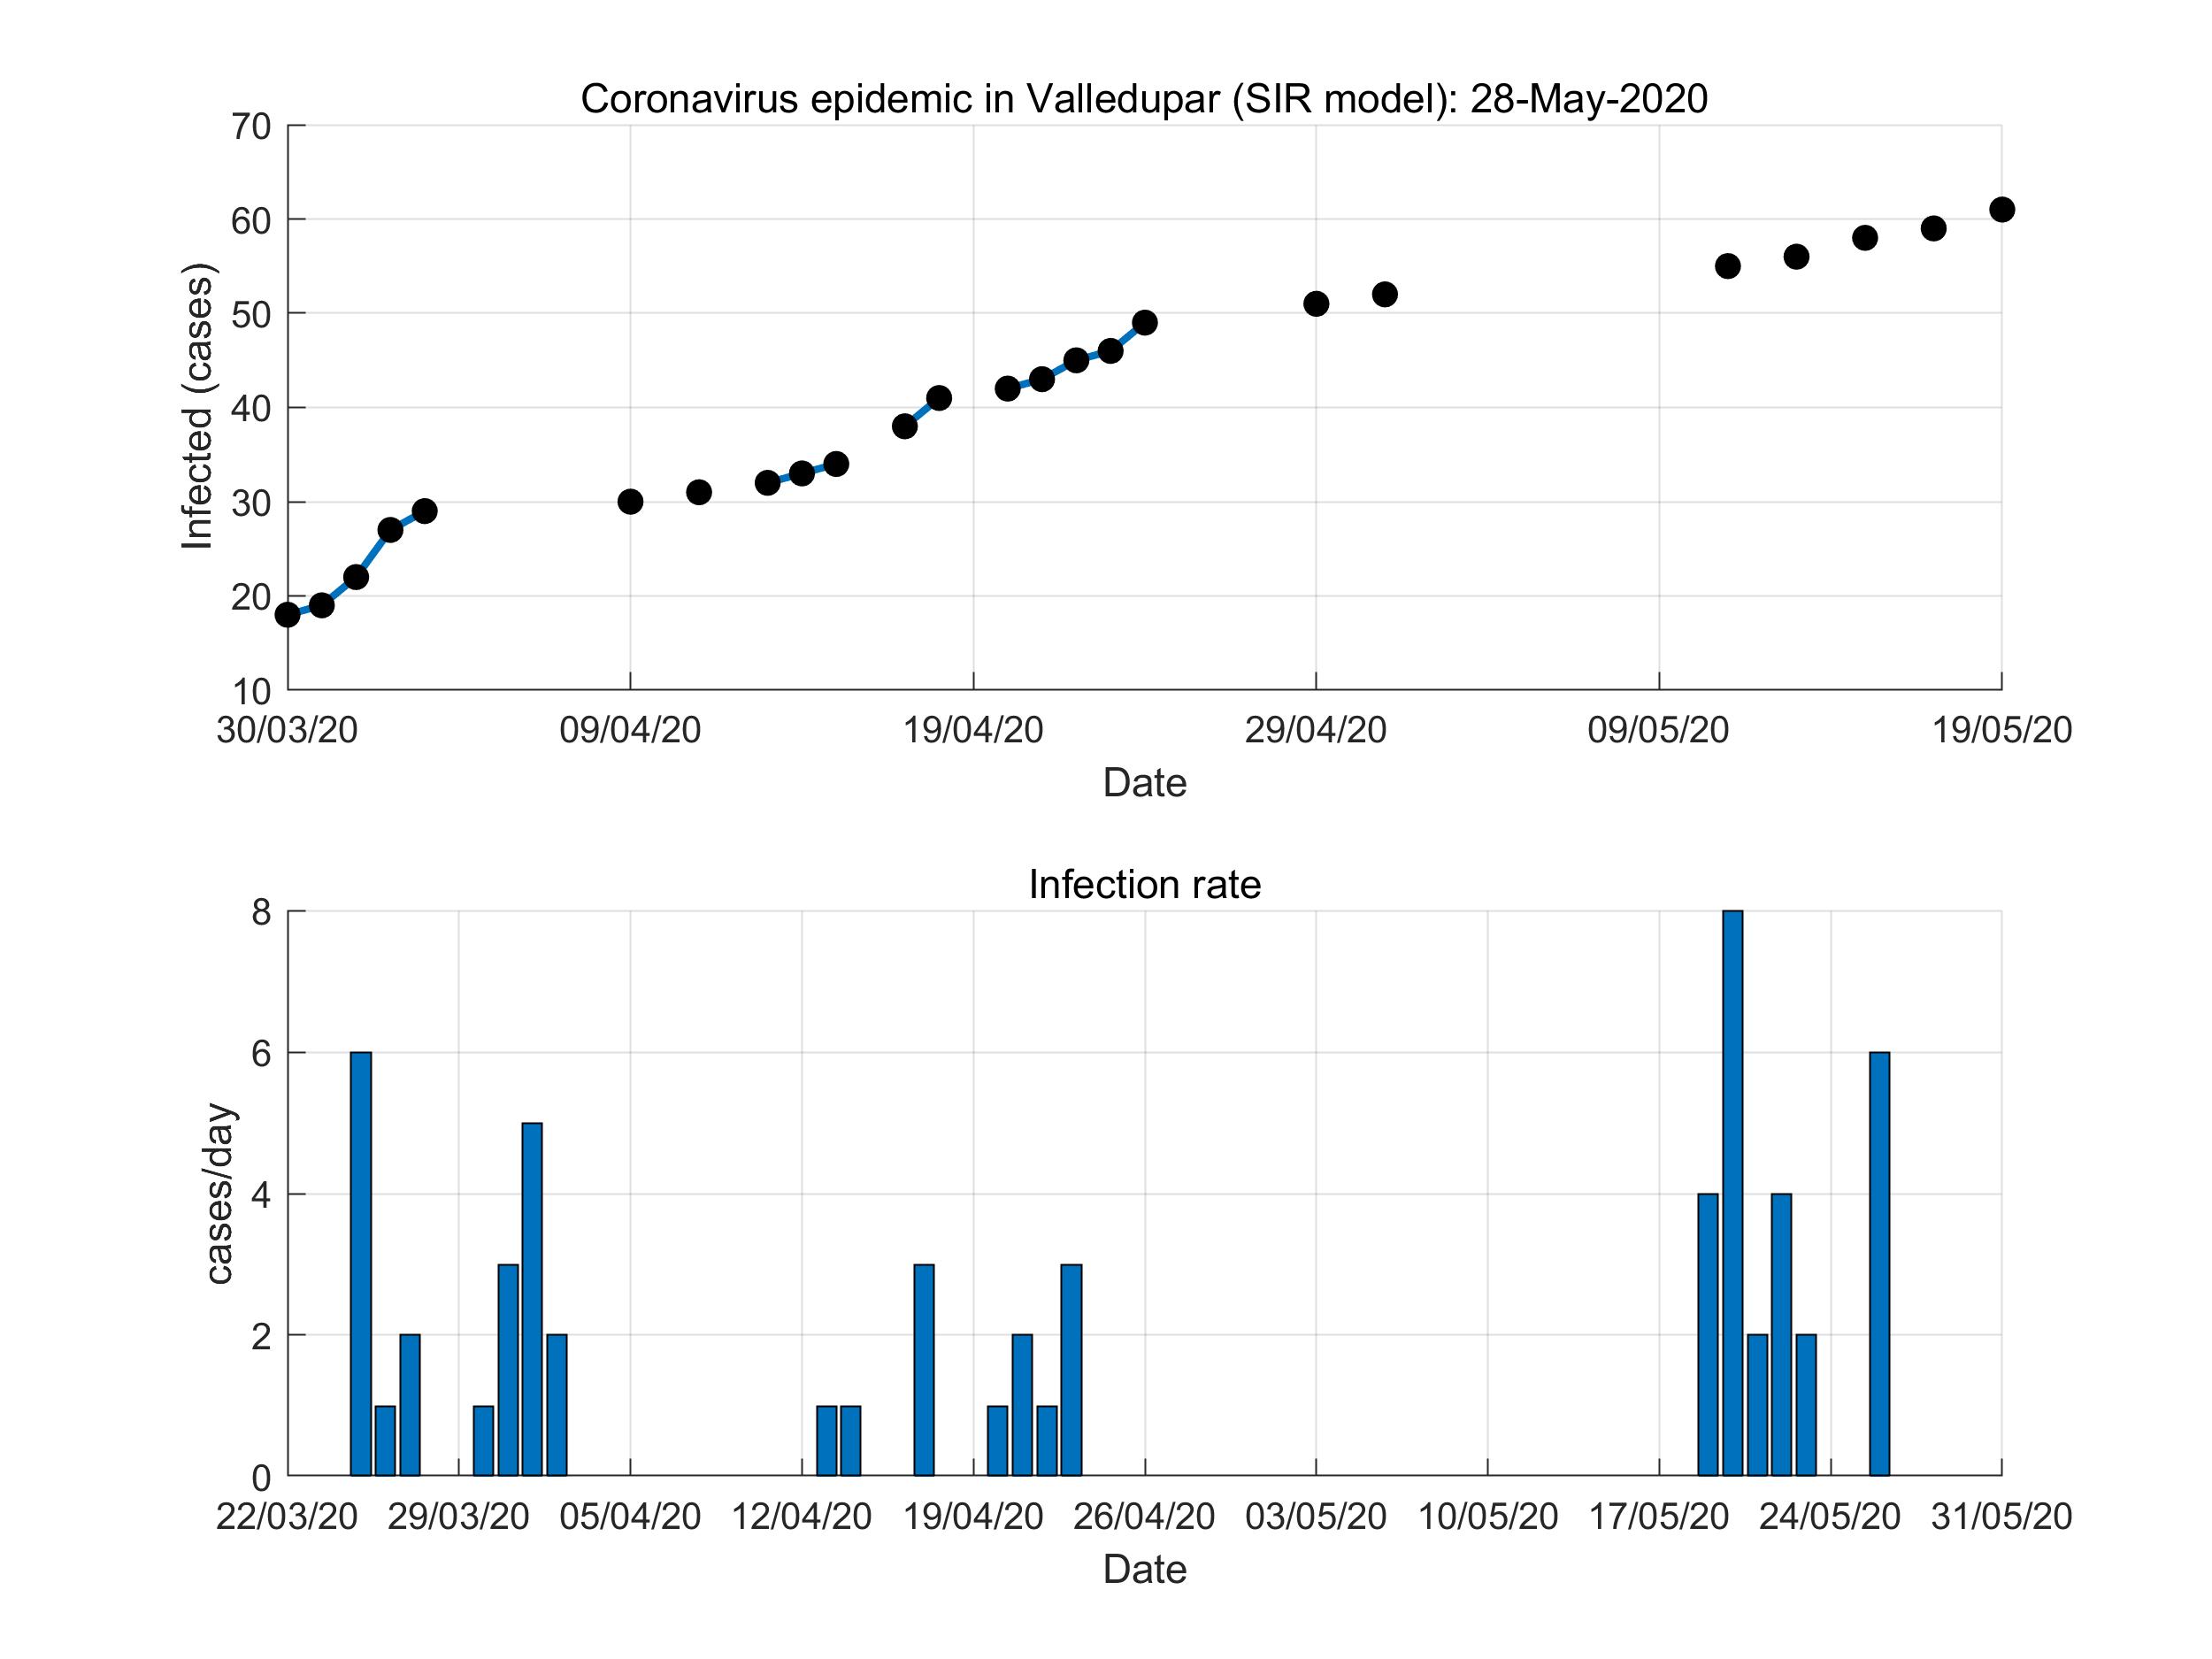 Coronavirus epidemic in Valledupar (SIR model): 28-May-2020
70
60
50
40
30
20
10
Infected (cases)
30/03/20 09/04/20 19/04/20 29/04/20 09/05/20 19/05/20
Date
Infection rate
8
6
4
2
0
cases/day
22/03/20 29/03/20 05/04/20 12/04/20 19/04/20 26/04/20 03/05/20 10/05/20 17/05/20 24/05/20 31/05/20
Date